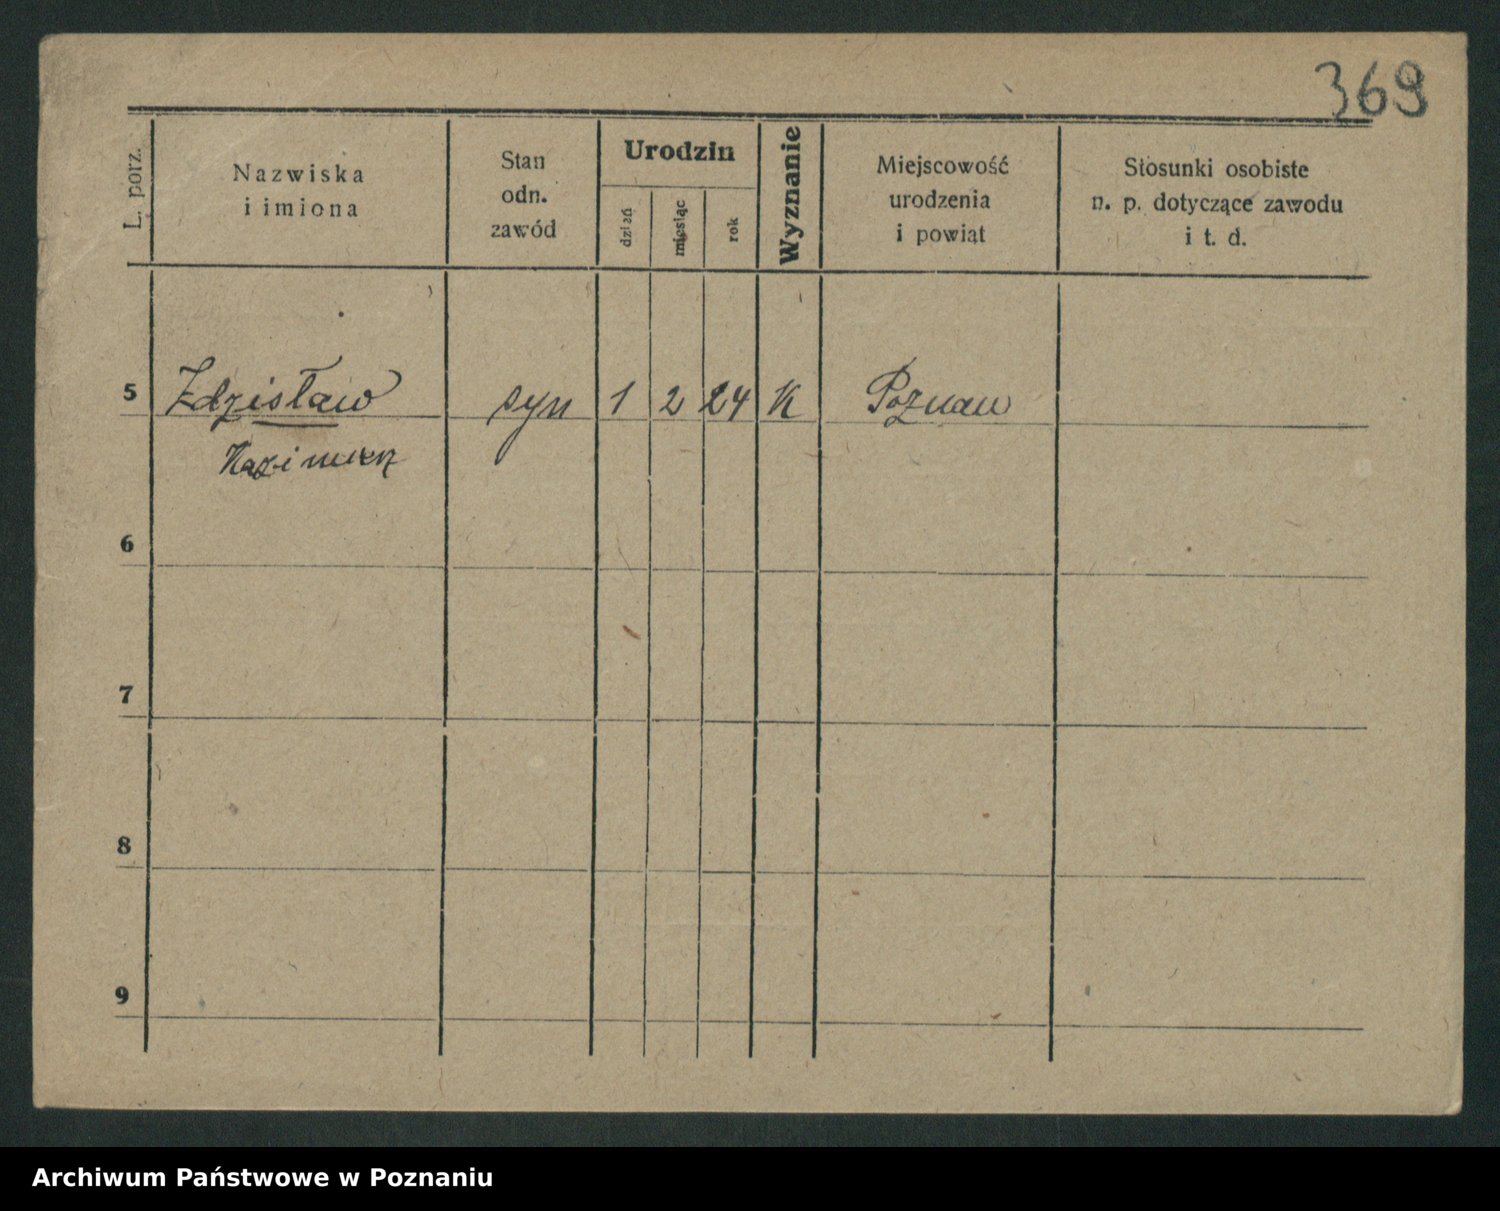 369
L. porz.
Nazwiska
i imiona
Stan
odn.
zawód
Urodzin
dzień
miesiąc
rok
Wyznanie
Miejscowość
urodzenia
i powiat
Stosunki osobiste
n. p. dotyczące zawodu
i t. d.
5 Zdzisław syn 1 2 24 K Poznań
Kazimierz
6
7
8
9
Archiwum Państwowe w Poznaniu